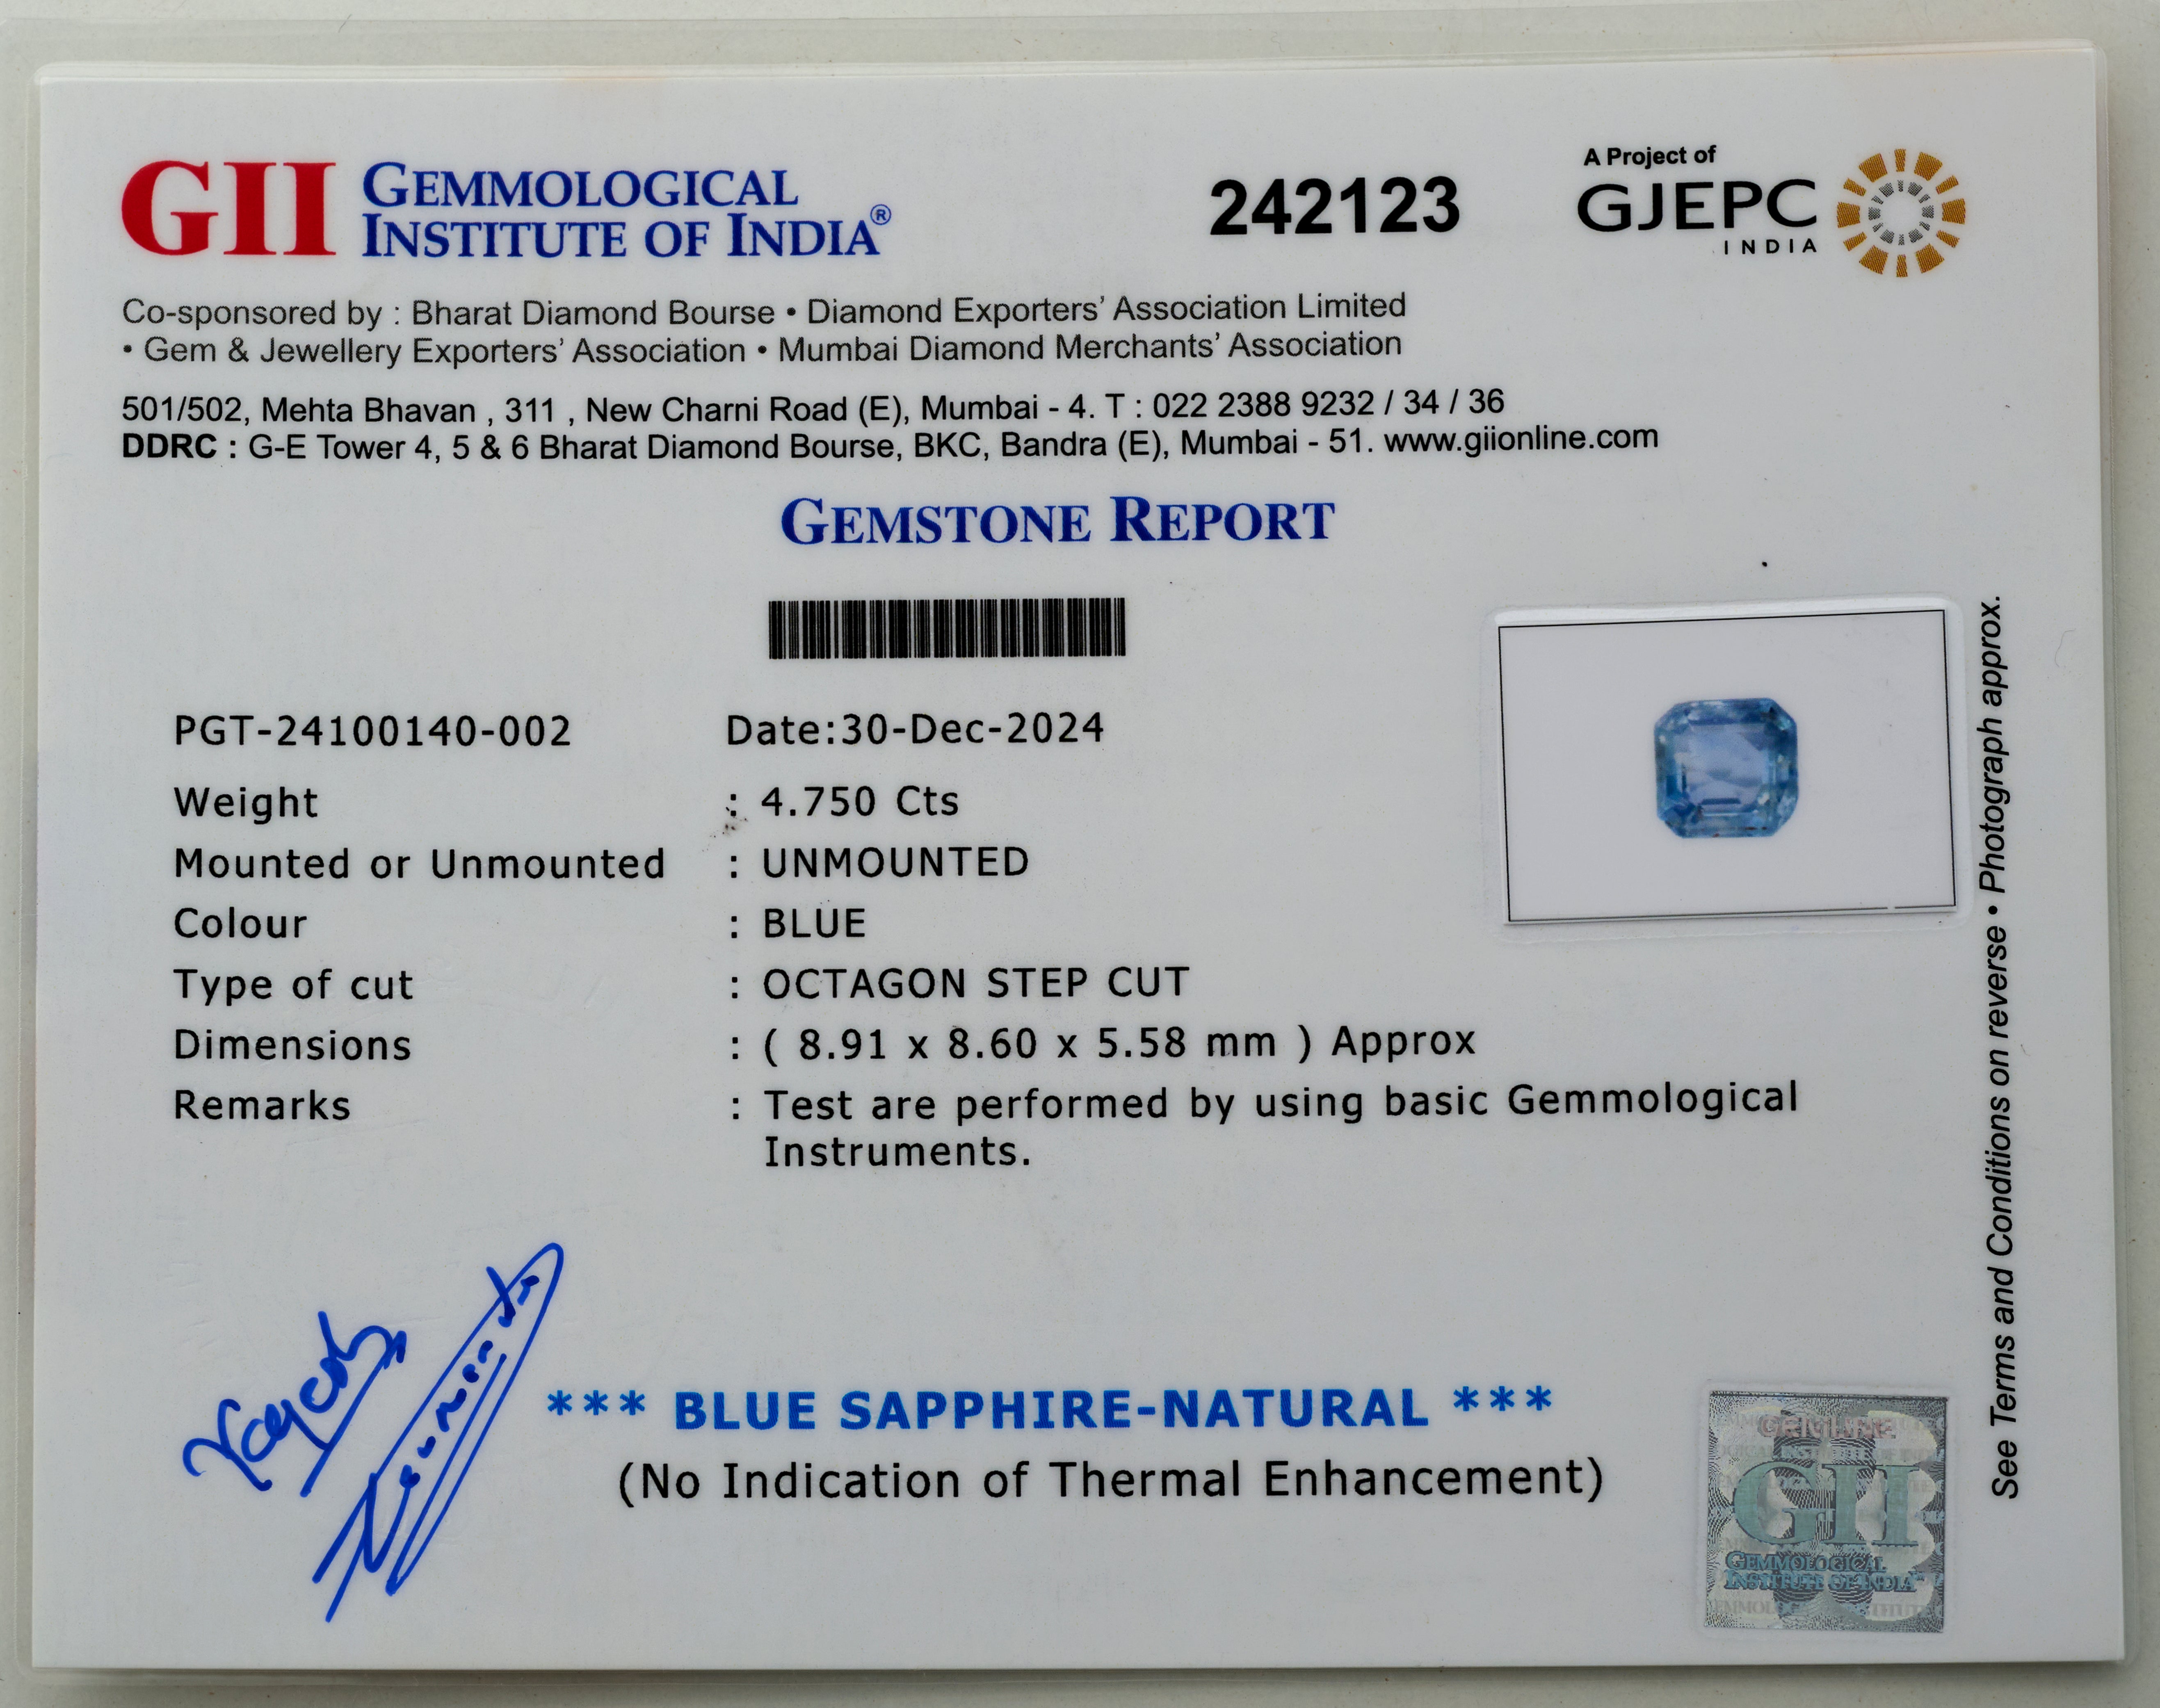 GII GEMMOLOGICAL
INSTITUTE OF INDIA®
242123
A Project of
GJEPC
INDIA
Co-sponsored by : Bharat Diamond Bourse • Diamond Exporters' Association Limited
• Gem & Jewellery Exporters' Association • Mumbai Diamond Merchants' Association
501/502, Mehta Bhavan , 311 , New Charni Road (E), Mumbai - 4. T : 022 2388 9232 / 34 / 36
DDRC : G-E Tower 4, 5 & 6 Bharat Diamond Bourse, BKC, Bandra (E), Mumbai - 51. www.giionline.com
GEMSTONE REPORT
PGT-24100140-002 Date:30-Dec-2024
Weight : 4.750 Cts
Mounted or Unmounted : UNMOUNTED
Colour : BLUE
Type of cut : OCTAGON STEP CUT
Dimensions : ( 8.91 x 8.60 x 5.58 mm ) Approx
Remarks : Test are performed by using basic Gemmological
Instruments.
*** BLUE SAPPHIRE-NATURAL ***
(No Indication of Thermal Enhancement)
See Terms and Conditions on reverse • Photograph approx.
GII
GEMMOLOGICAL
INSTITUTE OF INDIA